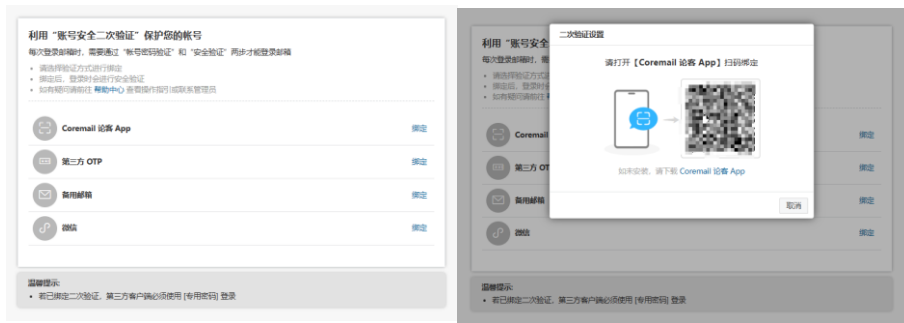 利用“账号安全二次验证”保护您的帐号
每次登录邮箱时，需要通过“帐号密码验证”和“安全验证”两步才能登录邮箱
• 请选择验证方式进行绑定
• 绑定后，登录时会进行安全验证
• 如有疑问请前往 帮助中心 查看操作指引或联系管理员
Coremail 论客 App 绑定
第三方 OTP 绑定
备用邮箱 绑定
微信 绑定
温馨提示:
• 若已绑定二次验证，第三方客户端必须使用 [专用密码] 登录
利用“账号安全
每次登录邮箱时，需
• 请选择验证方式进
• 绑定后，登录时会
• 如有疑问请前往
二次验证设置
请打开【Coremail 论客 App】扫码绑定
如未安装，请下载 Coremail 论客 App
取消
Coremail 绑定
第三方 OT 绑定
备用邮箱 绑定
微信 绑定
温馨提示:
• 若已绑定二次验证，第三方客户端必须使用 [专用密码] 登录